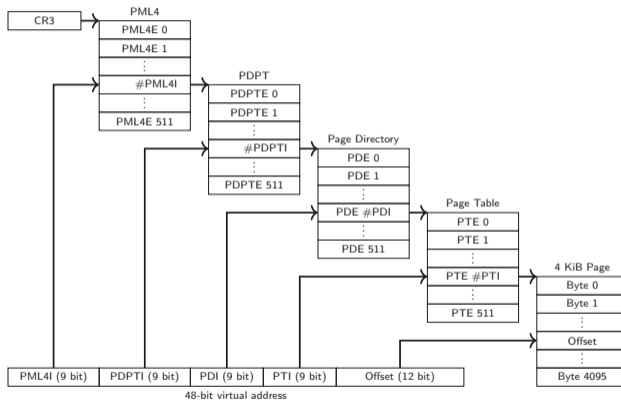 PML4
CR3
PML4E 0
PML4E 1
⋮
#PML4I
⋮
PML4E 511
PDPT
PDPTE 0
PDPTE 1
⋮
#PDPTI
⋮
PDPTE 511
Page Directory
PDE 0
PDE 1
⋮
PDE #PDI
⋮
PDE 511
Page Table
PTE 0
PTE 1
⋮
PTE #PTI
⋮
PTE 511
4 KiB Page
Byte 0
Byte 1
⋮
Offset
⋮
Byte 4095
PML4I (9 bit) PDPTI (9 bit) PDI (9 bit) PTI (9 bit) Offset (12 bit)
48-bit virtual address